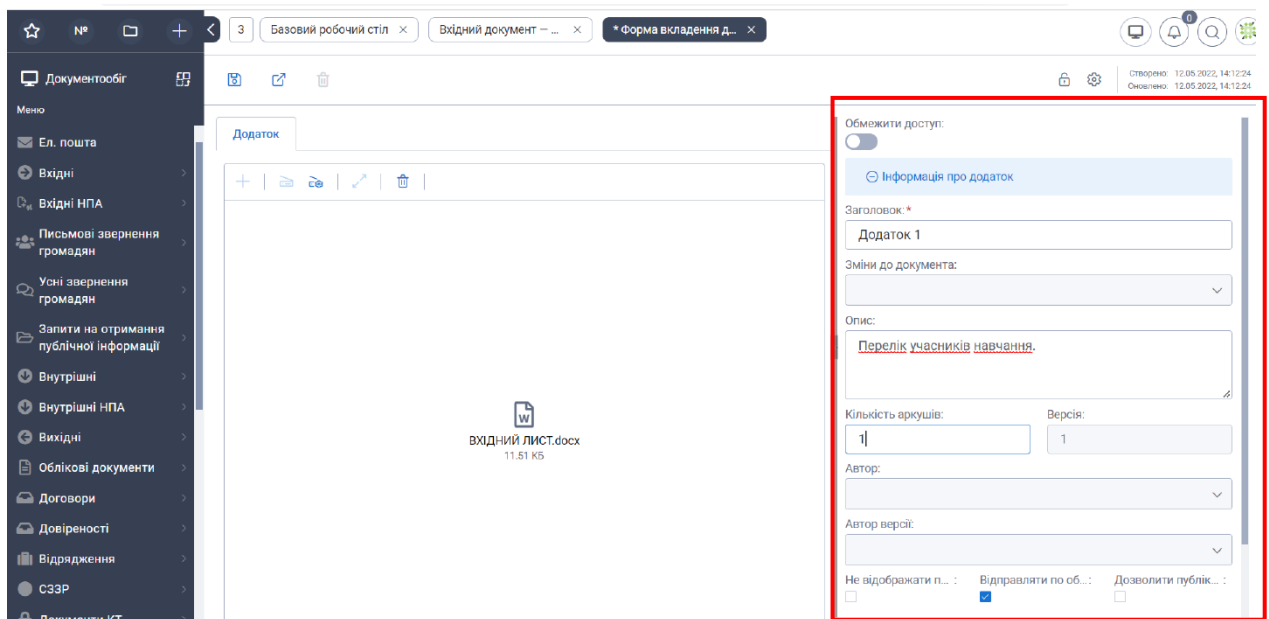 №
3
Базовий робочий стіл ×
Вхідний документ — ... ×
* Форма вкладення д... ×
0
Документообіг
Створено: 12.05.2022, 14:12:24
Оновлено: 12.05.2022, 14:12:24
Меню
Ел. пошта
Вхідні
Вхідні НПА
Письмові звернення
громадян
Усні звернення
громадян
Запити на отримання
публічної інформації
Внутрішні
Внутрішні НПА
Вихідні
Облікові документи
Договори
Довіреності
Відрядження
СЗЗР
Документи КТ
Додаток
ВХІДНИЙ ЛИСТ.docx
11.51 КБ
Обмежити доступ:
Інформація про додаток
Заголовок:*
Додаток 1
Зміни до документа:
Опис:
Перелік учасників навчання.
Кількість аркушів: Версія:
1 1
Автор:
Автор версії:
Не відображати п... : Відправляти по об...: Дозволити публік... :